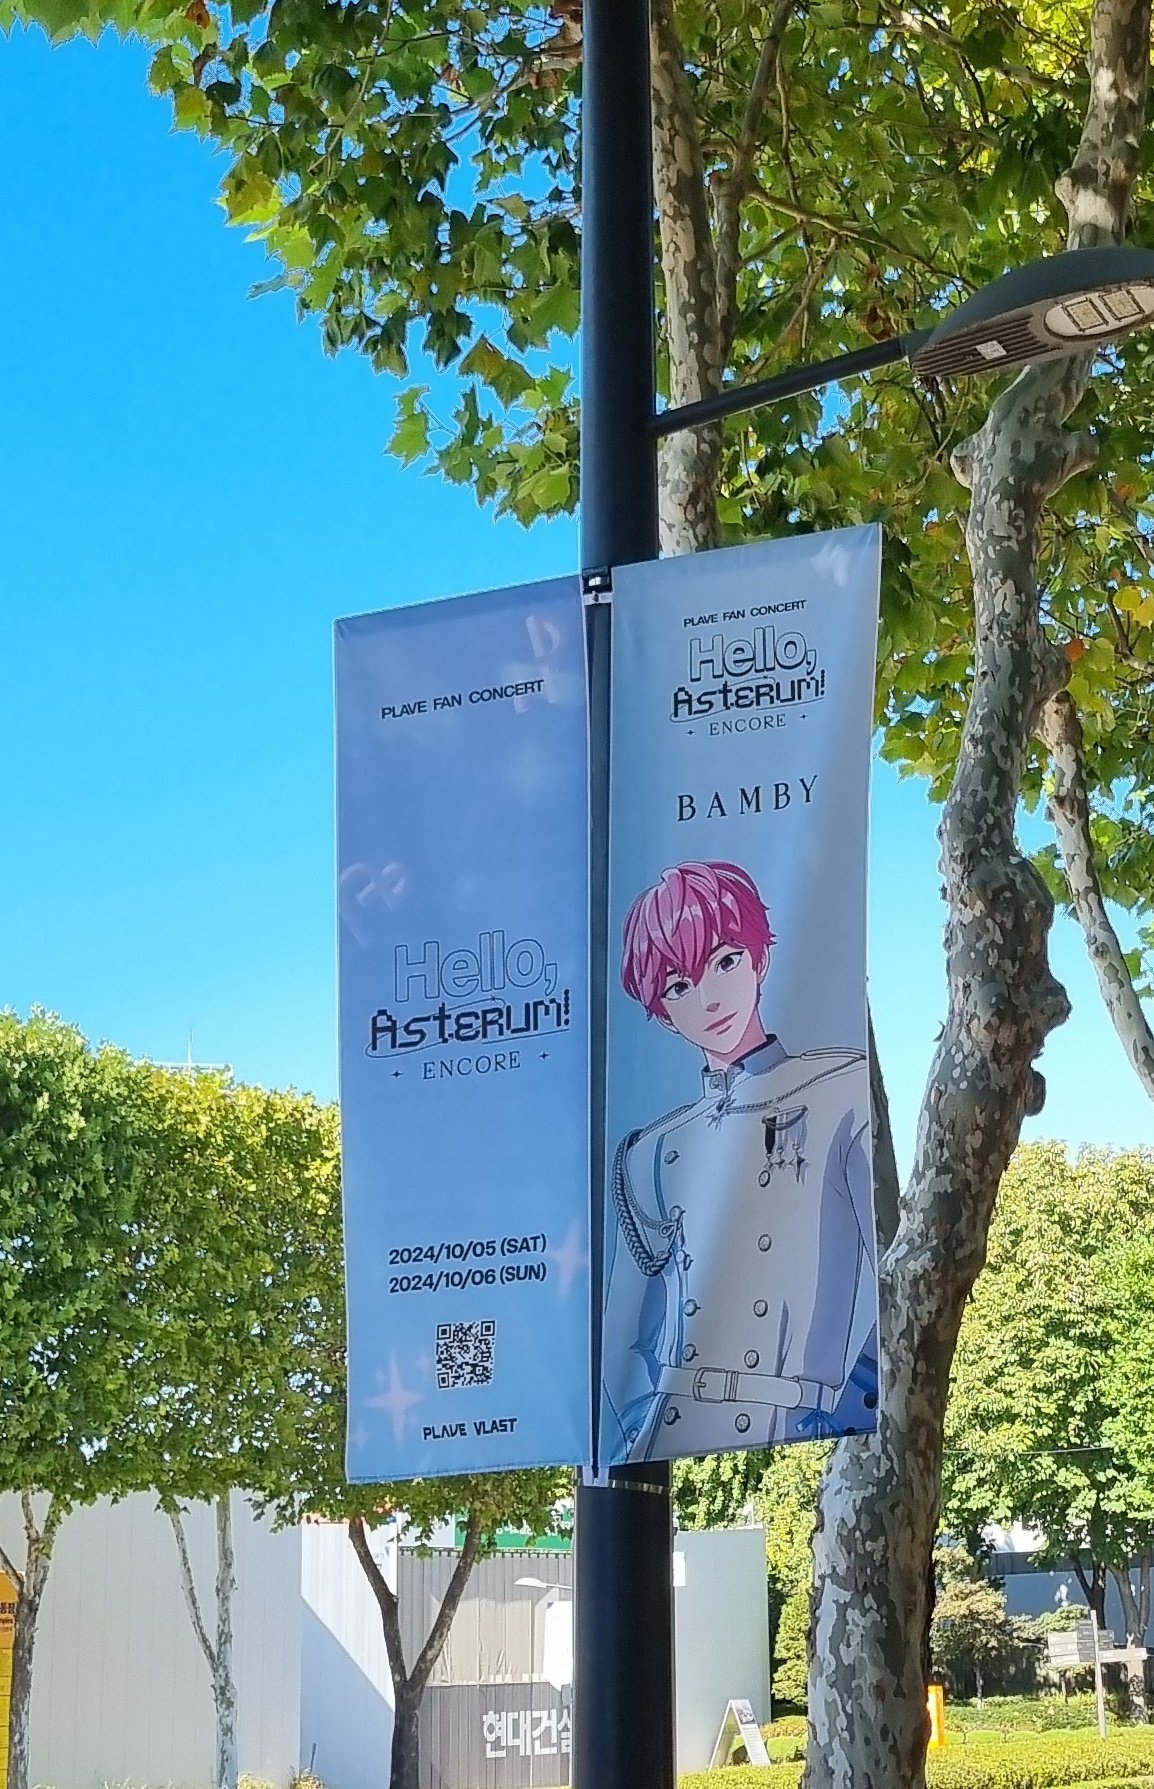 PLAVE FAN CONCERT
Hello,
Asterum!
ENCORE
2024/10/05 (SAT)
2024/10/06 (SUN)
PLAVE VLAST
PLAVE FAN CONCERT
Hello,
Asterum!
ENCORE
BAMBY
현대건설